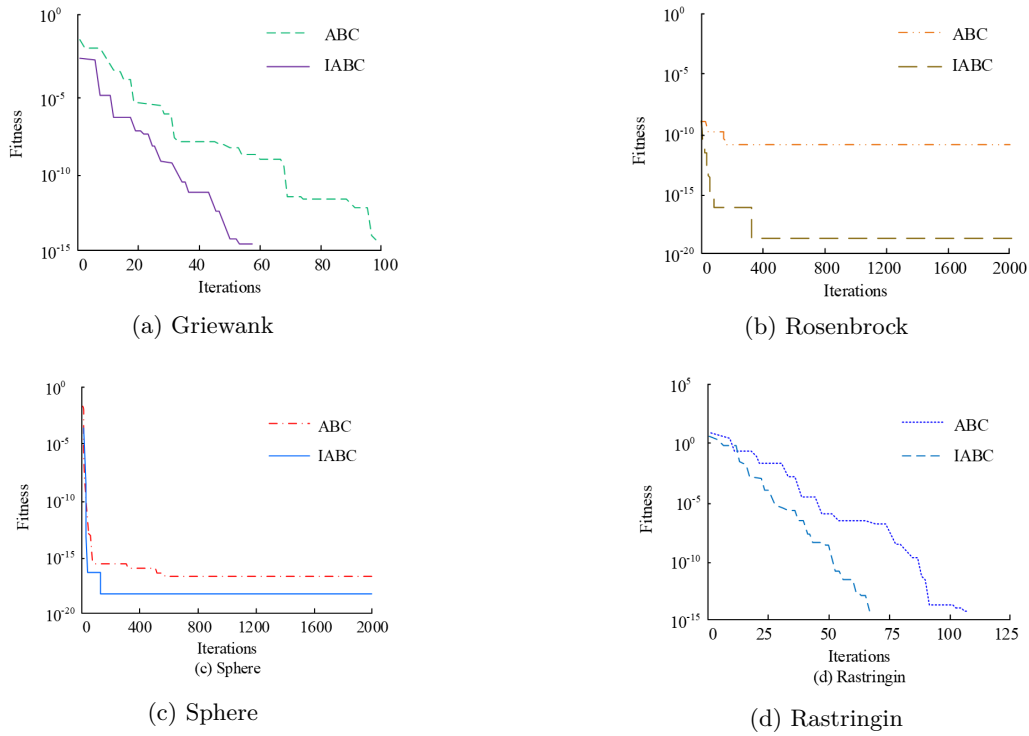 10^0
10^-5
10^-10
10^-15
Fitness
ABC
IABC
0 20 40 60 80 100
Iterations
(a) Griewank
10^0
10^-5
10^-10
10^-15
10^-20
Fitness
ABC
IABC
0 400 800 1200 1600 2000
Iterations
(b) Rosenbrock
10^0
10^-5
10^-10
10^-15
10^-20
Fitness
ABC
IABC
0 400 800 1200 1600 2000
Iterations
(c) Sphere
(c) Sphere
10^5
10^0
10^-5
10^-10
10^-15
Fitness
ABC
IABC
0 25 50 75 100 125
Iterations
(d) Rastringin
(d) Rastringin